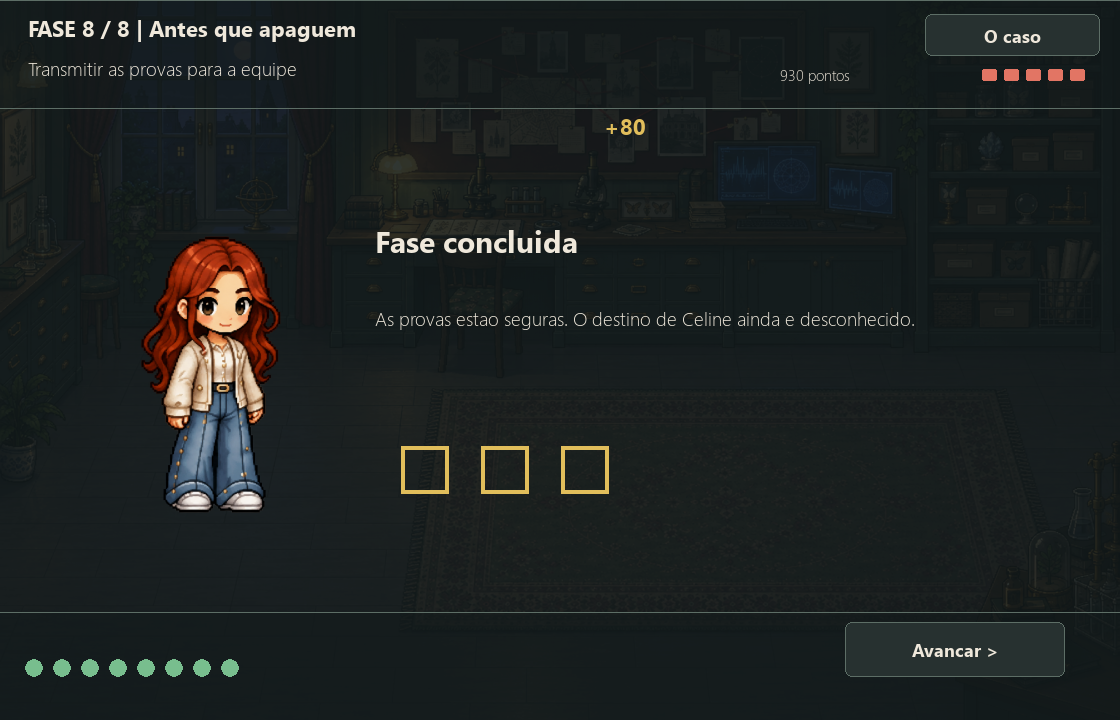 FASE 8 / 8 | Antes que apaguem
O caso
Transmitir as provas para a equipe
930 pontos
+80
Fase concluida
As provas estao seguras. O destino de Celine ainda e desconhecido.
Avancar >